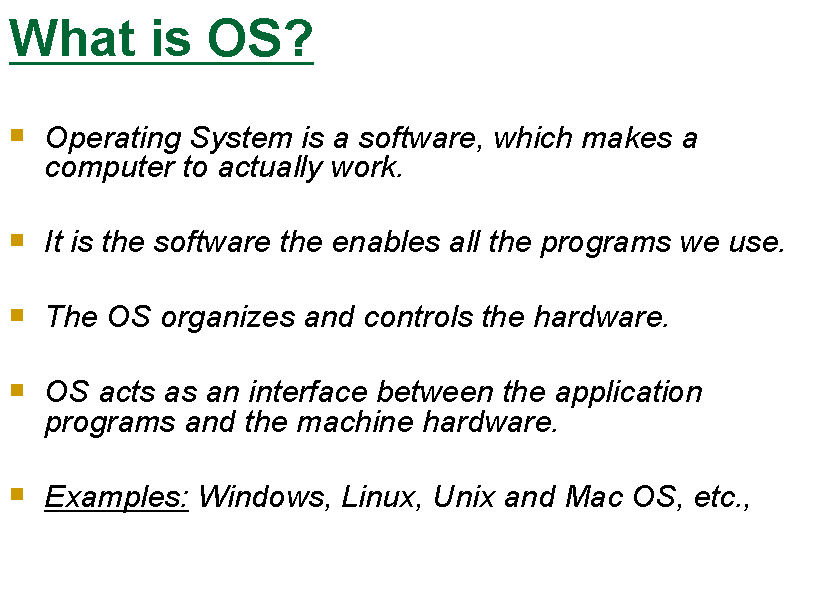 What is OS?
Operating System is a software, which makes a
computer to actually work.
It is the software the enables all the programs we use.
The OS organizes and controls the hardware.
OS acts as an interface between the application
programs and the machine hardware.
Examples: Windows, Linux, Unix and Mac OS, etc.,